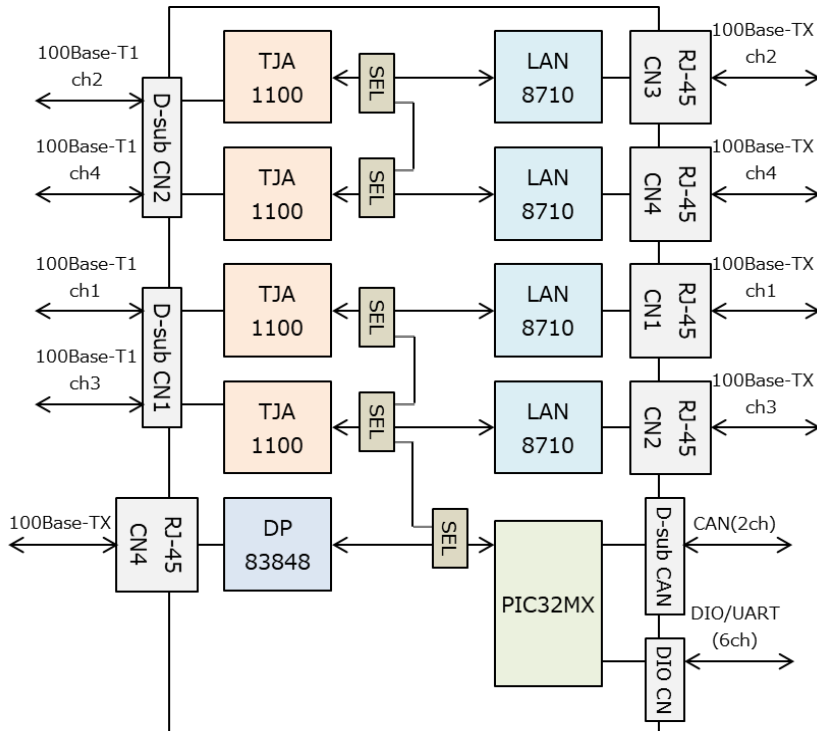 100Base-T1
ch2
D-sub CN2
TJA
1100
SEL
LAN
8710
RJ-45
CN3
100Base-TX
ch2
100Base-T1
ch4
TJA
1100
SEL
LAN
8710
RJ-45
CN4
100Base-TX
ch4
100Base-T1
ch1
D-sub CN1
TJA
1100
SEL
LAN
8710
RJ-45
CN1
100Base-TX
ch1
100Base-T1
ch3
TJA
1100
SEL
LAN
8710
RJ-45
CN2
100Base-TX
ch3
100Base-TX
RJ-45
CN4
DP
83848
SEL
PIC32MX
D-sub CAN
CAN(2ch)
DIO CN
DIO/UART
(6ch)